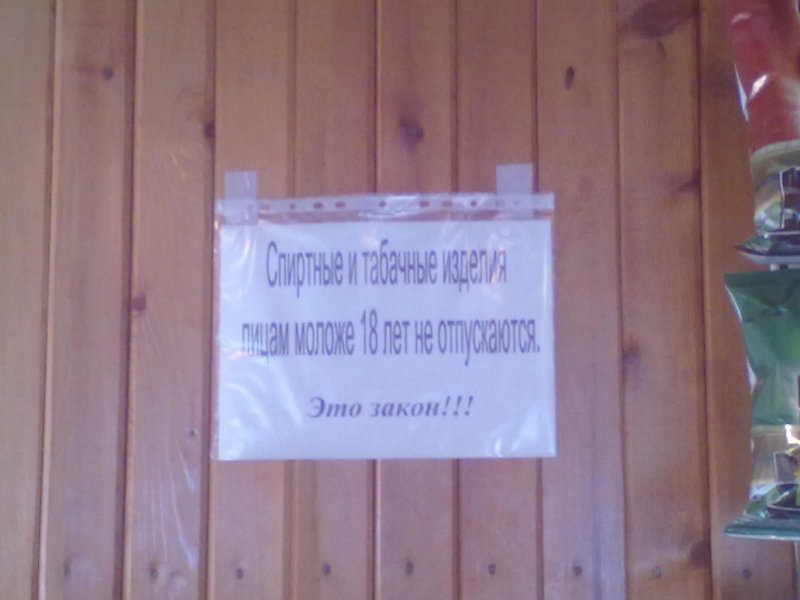 Спиртные и табачные изделия
лицам моложе 18 лет не отпускаются.
Это закон!!!